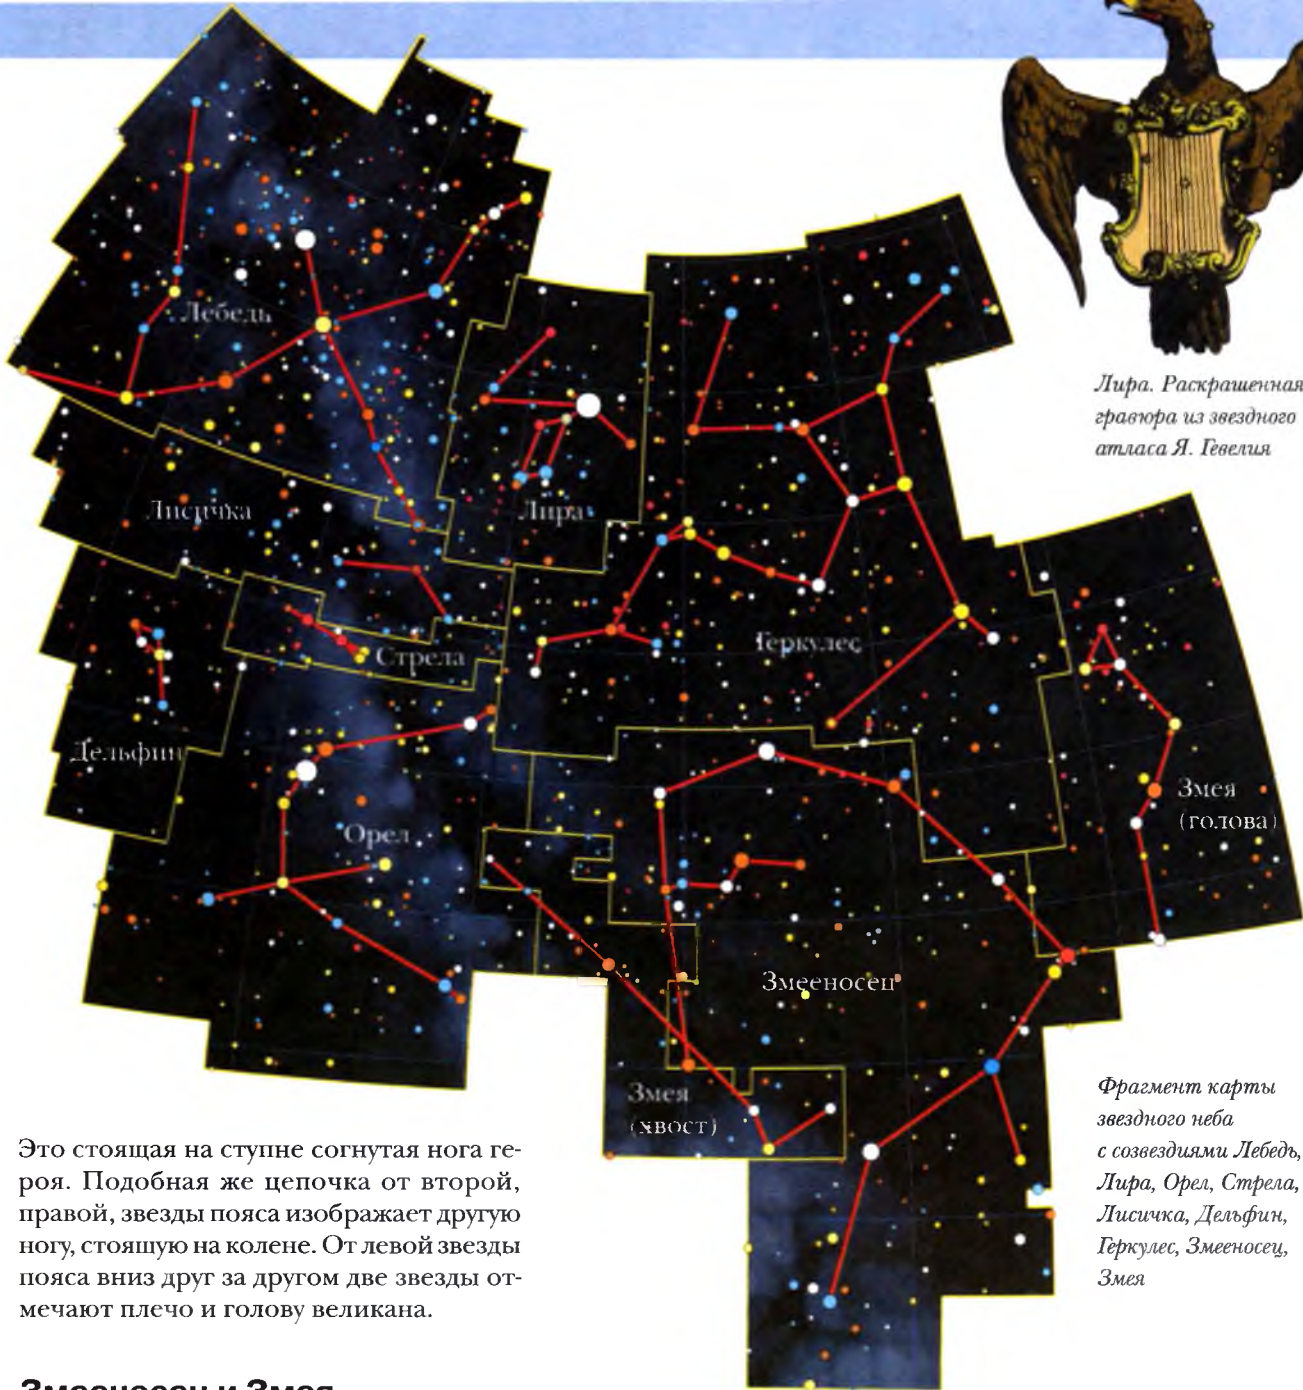 Лебедь
Лисичка
Лира
Стрела
Геркулес
Дельфин
Орел
Змея
(голова)
Змееносец
Змея
(хвост)
Лира. Раскрашенная
гравюра из звездного
атласа Я. Гевелия
Фрагмент карты
звездного неба
с созвездиями Лебедь,
Лира, Орел, Стрела,
Лисичка, Дельфин,
Геркулес, Змееносец,
Змея
Это стоящая на ступне согнутая нога ге-
роя. Подобная же цепочка от второй,
правой, звезды пояса изображает другую
ногу, стоящую на колене. От левой звезды
пояса вниз друг за другом две звезды от-
мечают плечо и голову великана.
Змееносец и Змея